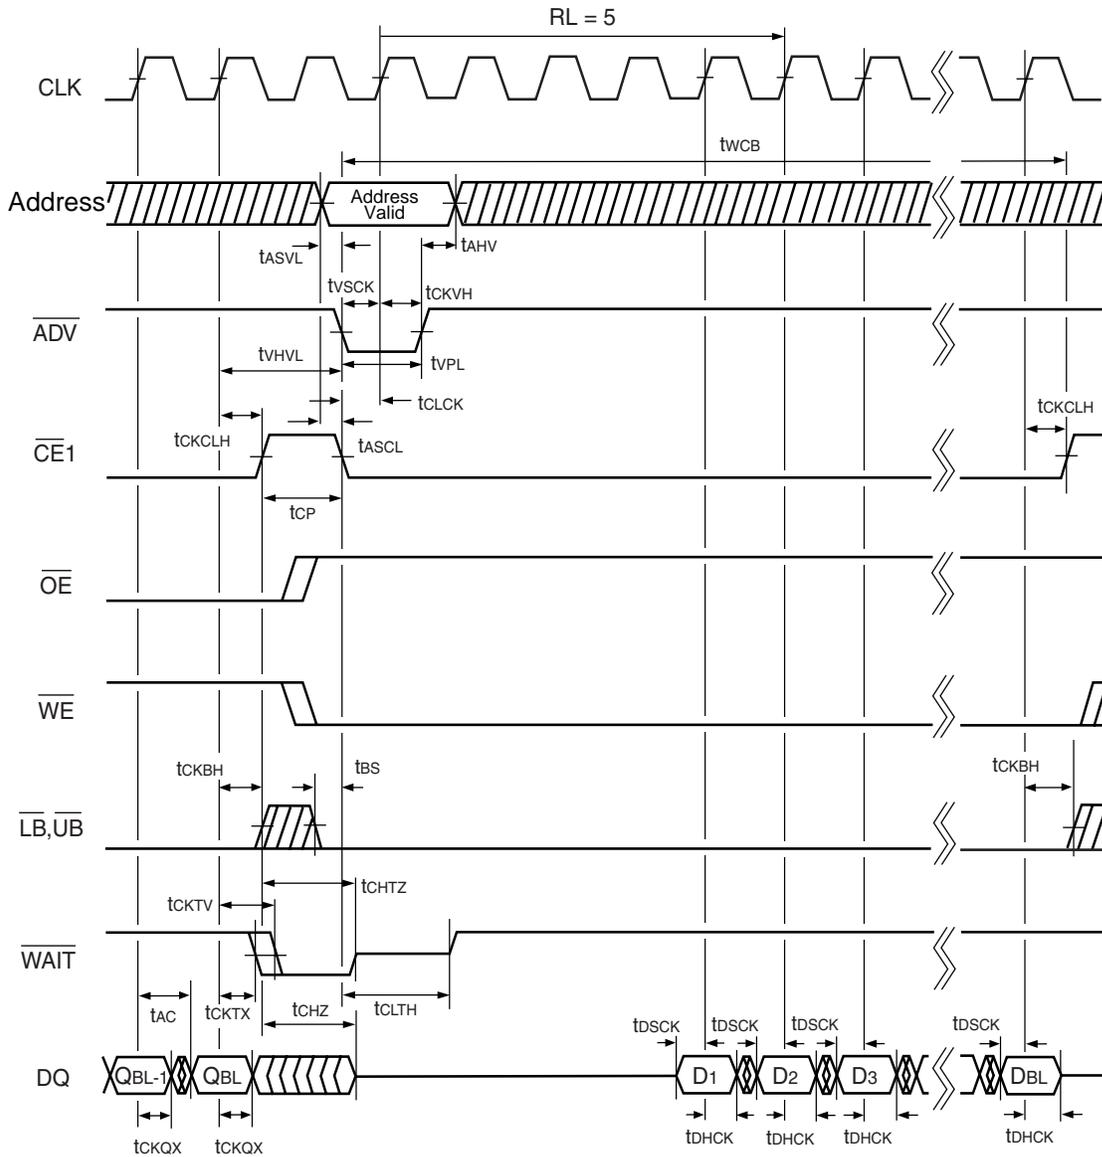 RL = 5
CLK
tWCB
Address
Address
Valid
tASVL
tAHV
tVSCK
tCKVH
ADV
tVHVL
tVPL
tCLCK
tCKCLH
tCKCLH
tASCL
CE1
tCP
OE
WE
tCKBH
tBS
tCKBH
LB,UB
tCHTZ
tCKTV
WAIT
tAC
tCKTX
tCHZ
tCLTH
tDSCK
tDSCK
tDSCK
tDSCK
DQ
QBL-1
QBL
D1
D2
D3
DBL
tCKQX
tCKQX
tDHCK
tDHCK
tDHCK
tDHCK